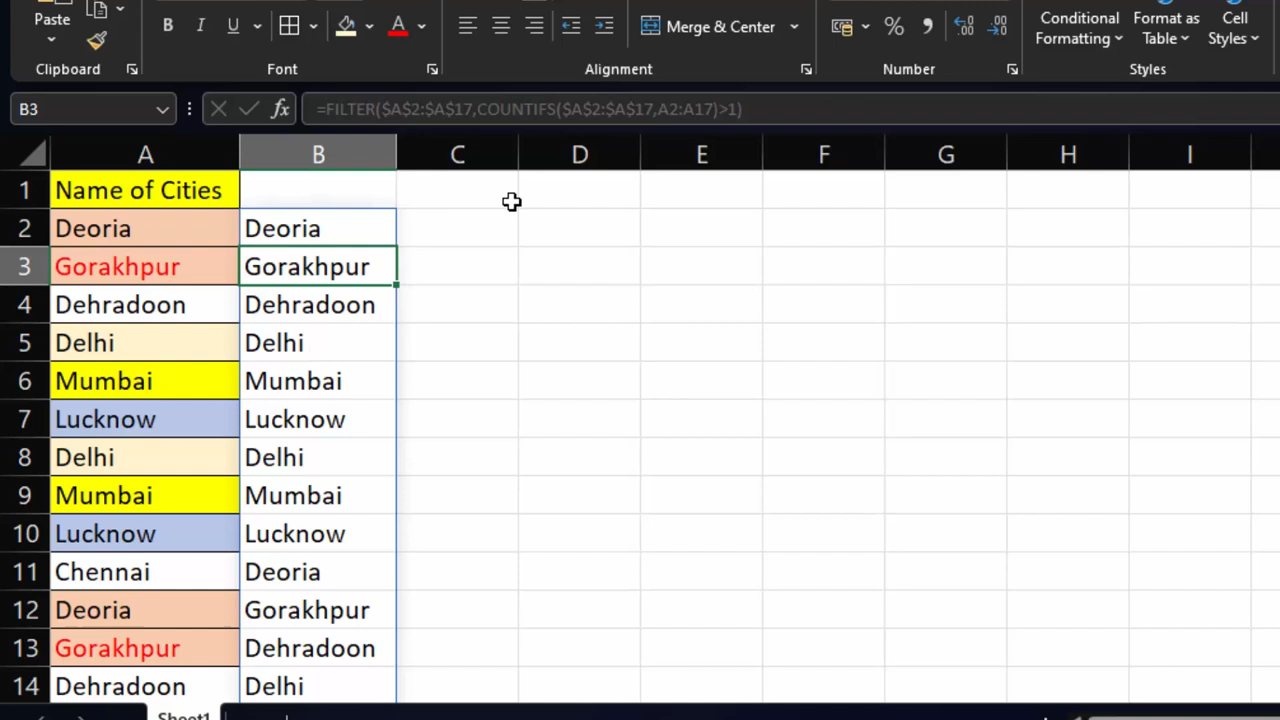 Paste
B I U A
Merge & Center
% 9
Conditional Formatting
Format as Table
Cell Styles
Clipboard
Font
Alignment
Number
Styles
B3
fx
=FILTER($A$2:$A$17,COUNTIFS($A$2:$A$17,A2:A17)>1)
A B C D E F G H I
1 Name of Cities
2 Deoria Deoria
3 Gorakhpur Gorakhpur
4 Dehradoon Dehradoon
5 Delhi Delhi
6 Mumbai Mumbai
7 Lucknow Lucknow
8 Delhi Delhi
9 Mumbai Mumbai
10 Lucknow Lucknow
11 Chennai Deoria
12 Deoria Gorakhpur
13 Gorakhpur Dehradoon
14 Dehradoon Delhi
Sheet1